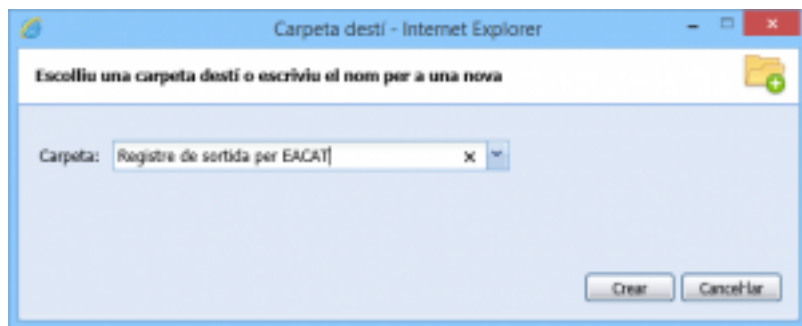 Carpeta destí - Internet Explorer
Escolliu una carpeta destí o escriviu el nom per a una nova
Carpeta: Registre de sortida per EACAT
Crear Cancel·lar